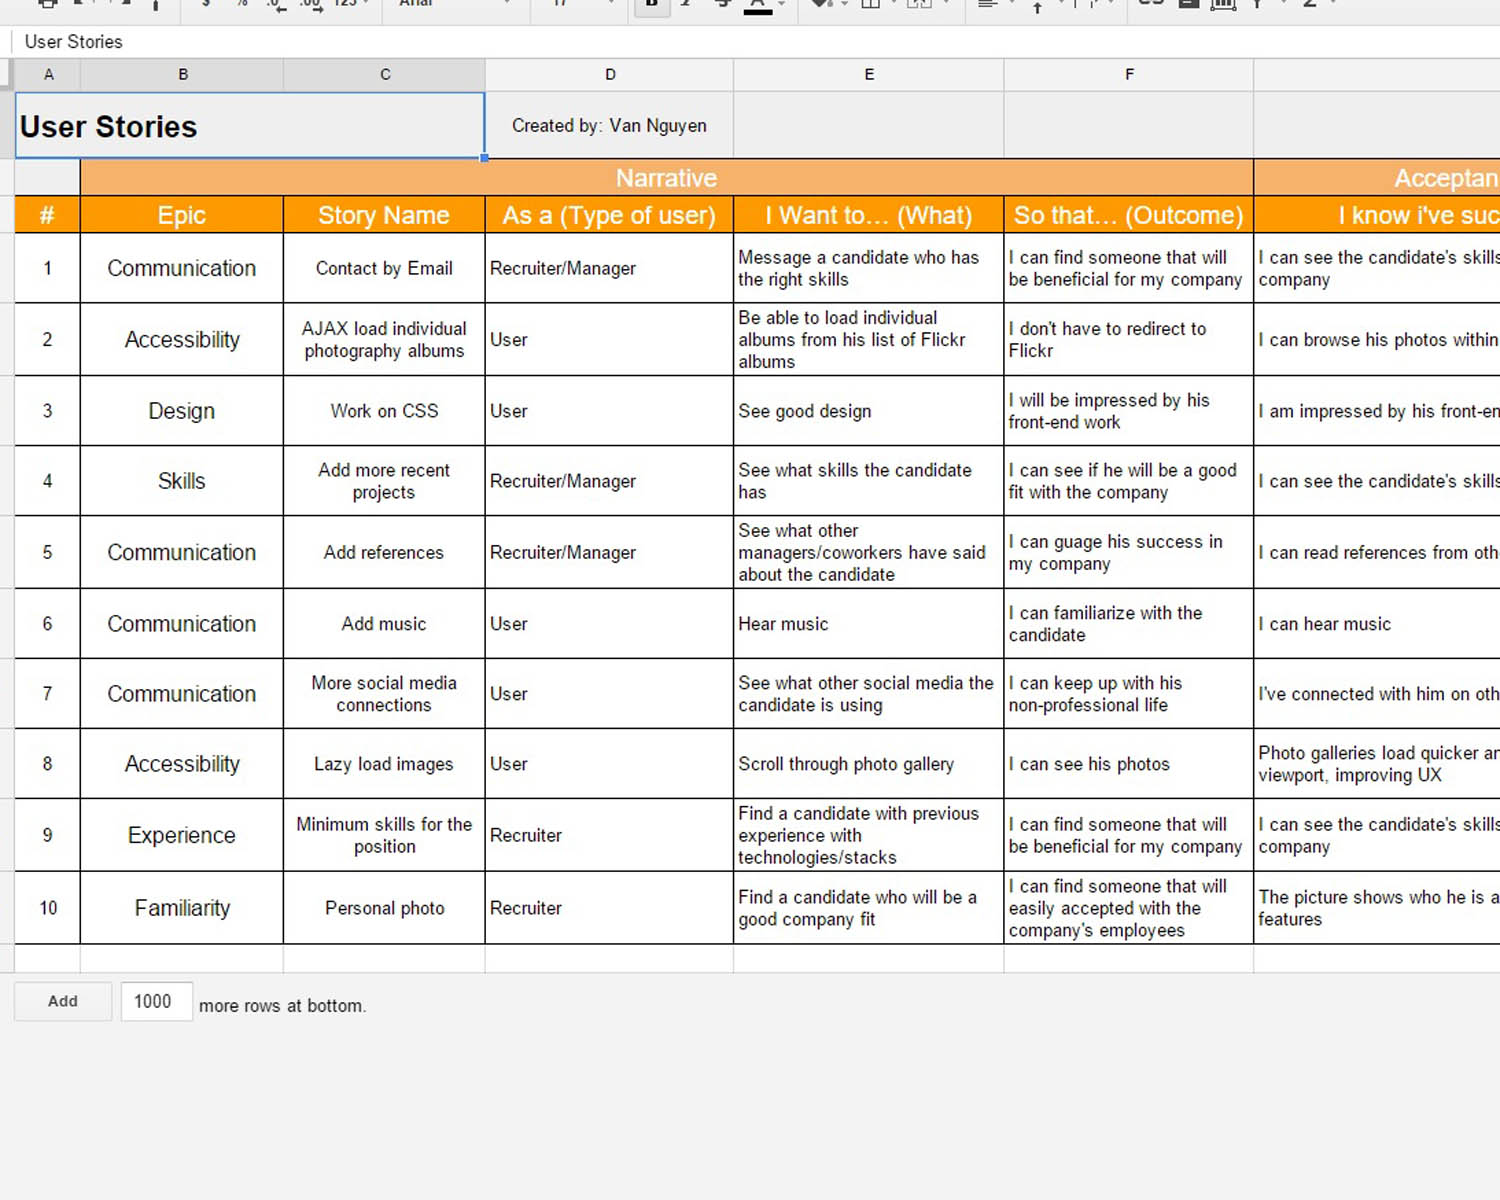 $ % .0 .00 123 Arial 17 B
User Stories
A B C D E F
User Stories
Created by: Van Nguyen
Narrative
# Epic Story Name As a (Type of user) I Want to... (What) So that... (Outcome) I know i've suc
1
Communication
Contact by Email
Recruiter/Manager
Message a candidate who has
the right skills
I can find someone that will
be beneficial for my company
I can see the candidate's skills
company
2
Accessibility
AJAX load individual
photography albums
User
Be able to load individual
albums from his list of Flickr
albums
I don't have to redirect to
Flickr
I can browse his photos within
3
Design
Work on CSS
User
See good design
I will be impressed by his
front-end work
I am impressed by his front-en
4
Skills
Add more recent
projects
Recruiter/Manager
See what skills the candidate
has
I can see if he will be a good
fit with the company
I can see the candidate's skills
5
Communication
Add references
Recruiter/Manager
See what other
managers/coworkers have said
about the candidate
I can guage his success in
my company
I can read references from oth
6
Communication
Add music
User
Hear music
I can familiarize with the
candidate
I can hear music
7
Communication
More social media
connections
User
See what other social media the
candidate is using
I can keep up with his
non-professional life
I've connected with him on oth
8
Accessibility
Lazy load images
User
Scroll through photo gallery
I can see his photos
Photo galleries load quicker an
viewport, improving UX
9
Experience
Minimum skills for the
position
Recruiter
Find a candidate with previous
experience with
technologies/stacks
I can find someone that will
be beneficial for my company
I can see the candidate's skills
company
10
Familiarity
Personal photo
Recruiter
Find a candidate who will be a
good company fit
I can find someone that will
easily accepted with the
company's employees
The picture shows who he is a
features
Add 1000 more rows at bottom.